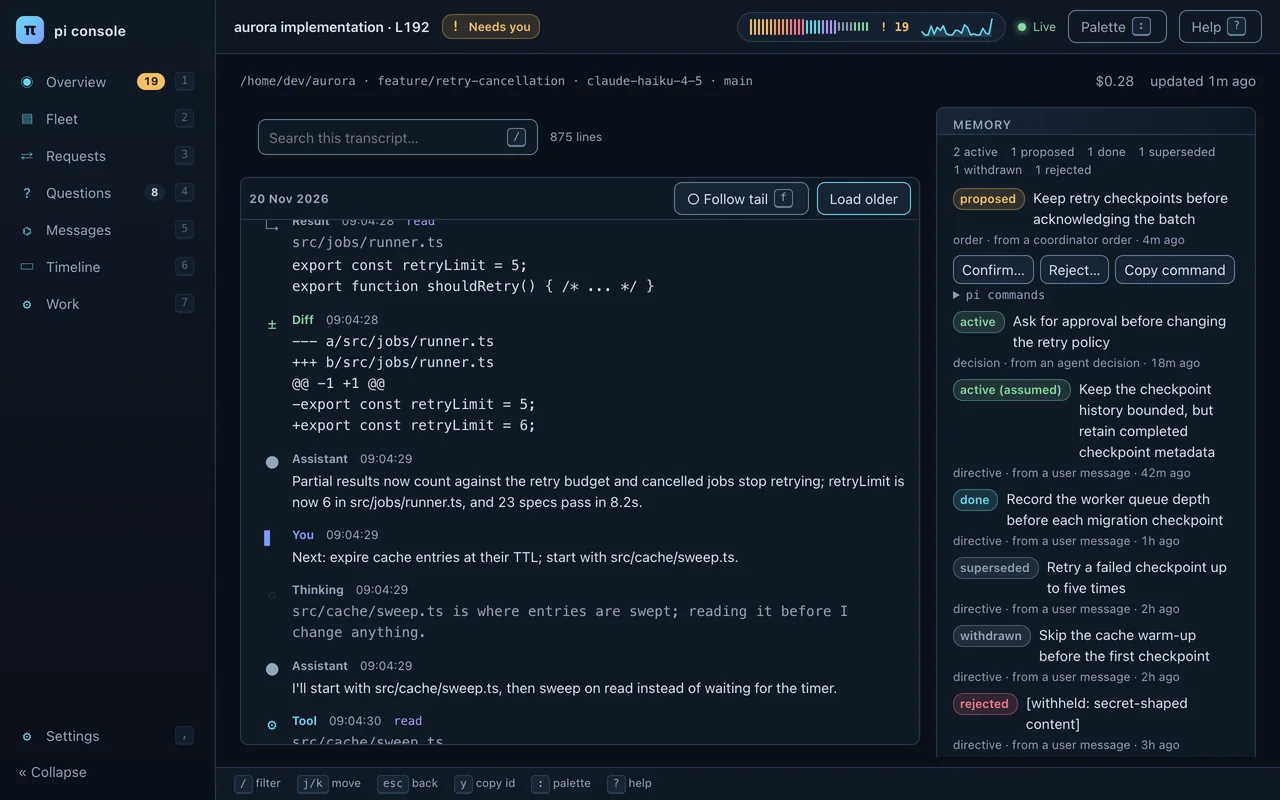 π pi console
Overview 19 1
Fleet 2
Requests 3
Questions 8 4
Messages 5
Timeline 6
Work 7
Settings ,
« Collapse
aurora implementation · L192
! Needs you
! 19
Live
Palette :
Help ?
/home/dev/aurora · feature/retry-cancellation · claude-haiku-4-5 · main
$0.28 updated 1m ago
Search this transcript... /
875 lines
20 Nov 2026
Follow tail f
Load older
Result 09:04:28 read
src/jobs/runner.ts
export const retryLimit = 5;
export function shouldRetry() { /* ... */ }
± Diff 09:04:28
--- a/src/jobs/runner.ts
+++ b/src/jobs/runner.ts
@@ -1 +1 @@
-export const retryLimit = 5;
+export const retryLimit = 6;
Assistant 09:04:29
Partial results now count against the retry budget and cancelled jobs stop retrying; retryLimit is
now 6 in src/jobs/runner.ts, and 23 specs pass in 8.2s.
You 09:04:29
Next: expire cache entries at their TTL; start with src/cache/sweep.ts.
Thinking 09:04:29
src/cache/sweep.ts is where entries are swept; reading it before I
change anything.
Assistant 09:04:29
I'll start with src/cache/sweep.ts, then sweep on read instead of waiting for the timer.
Tool 09:04:30 read
src/cache/sweep.ts
MEMORY
2 active 1 proposed 1 done 1 superseded
1 withdrawn 1 rejected
proposed Keep retry checkpoints before
acknowledging the batch
order · from a coordinator order · 4m ago
Confirm... Reject... Copy command
pi commands
active Ask for approval before changing
the retry policy
decision · from an agent decision · 18m ago
active (assumed) Keep the checkpoint
history bounded, but
retain completed
checkpoint metadata
directive · from a user message · 42m ago
done Record the worker queue depth
before each migration checkpoint
directive · from a user message · 1h ago
superseded Retry a failed checkpoint up
to five times
directive · from a user message · 2h ago
withdrawn Skip the cache warm-up
before the first checkpoint
directive · from a user message · 2h ago
rejected [withheld: secret-shaped
content]
directive · from a user message · 3h ago
/ filter j/k move esc back y copy id : palette ? help